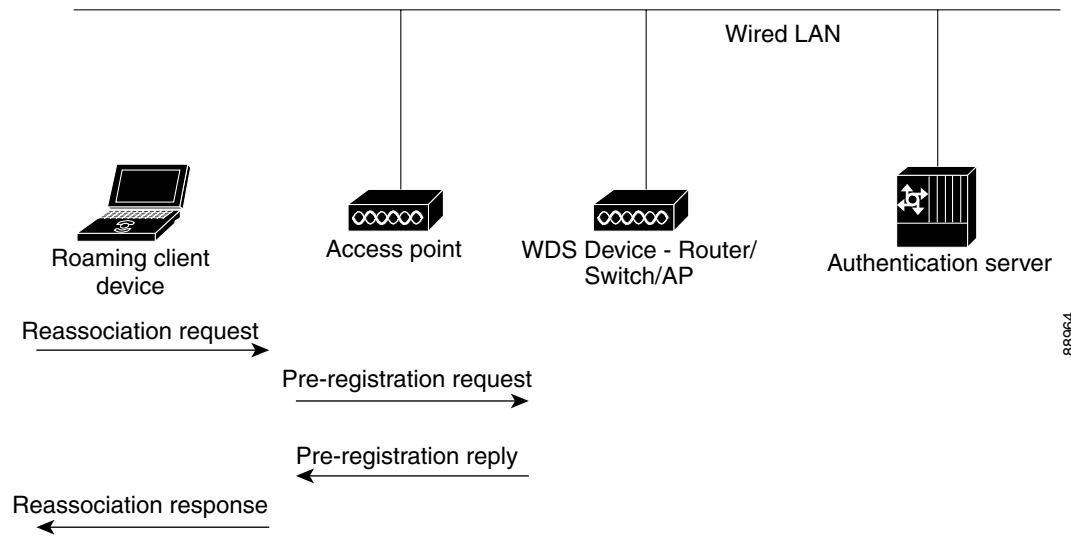 Wired LAN
Roaming client
device
Access point
WDS Device - Router/
Switch/AP
Authentication server
Reassociation request
Pre-registration request
Pre-registration reply
Reassociation response
88964